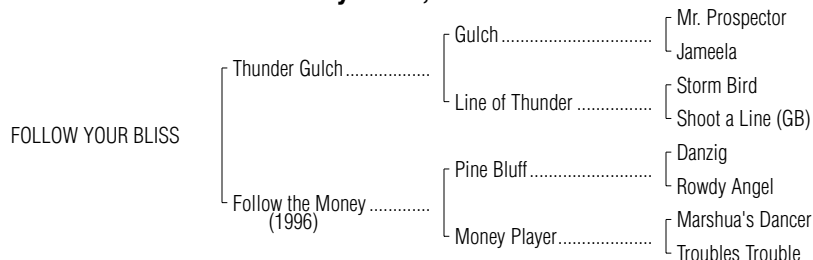 Mr. Prospector
Gulch
Jameela
Thunder Gulch
Storm Bird
Line of Thunder
Shoot a Line (GB)
FOLLOW YOUR BLISS
Danzig
Pine Bluff
Rowdy Angel
Follow the Money
(1996)
Marshua's Dancer
Money Player
Troubles Trouble